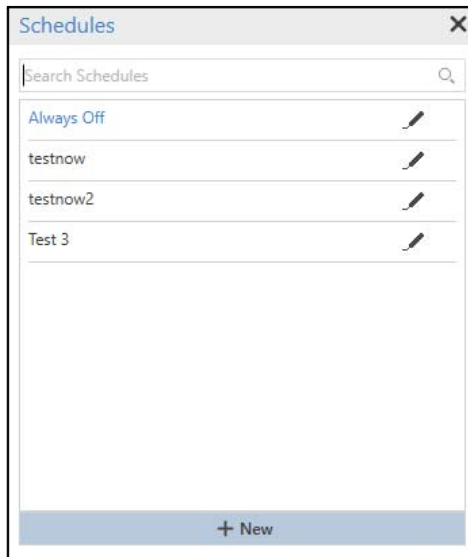 Schedules
Search Schedules
Always Off
testnow
testnow2
Test 3
+ New